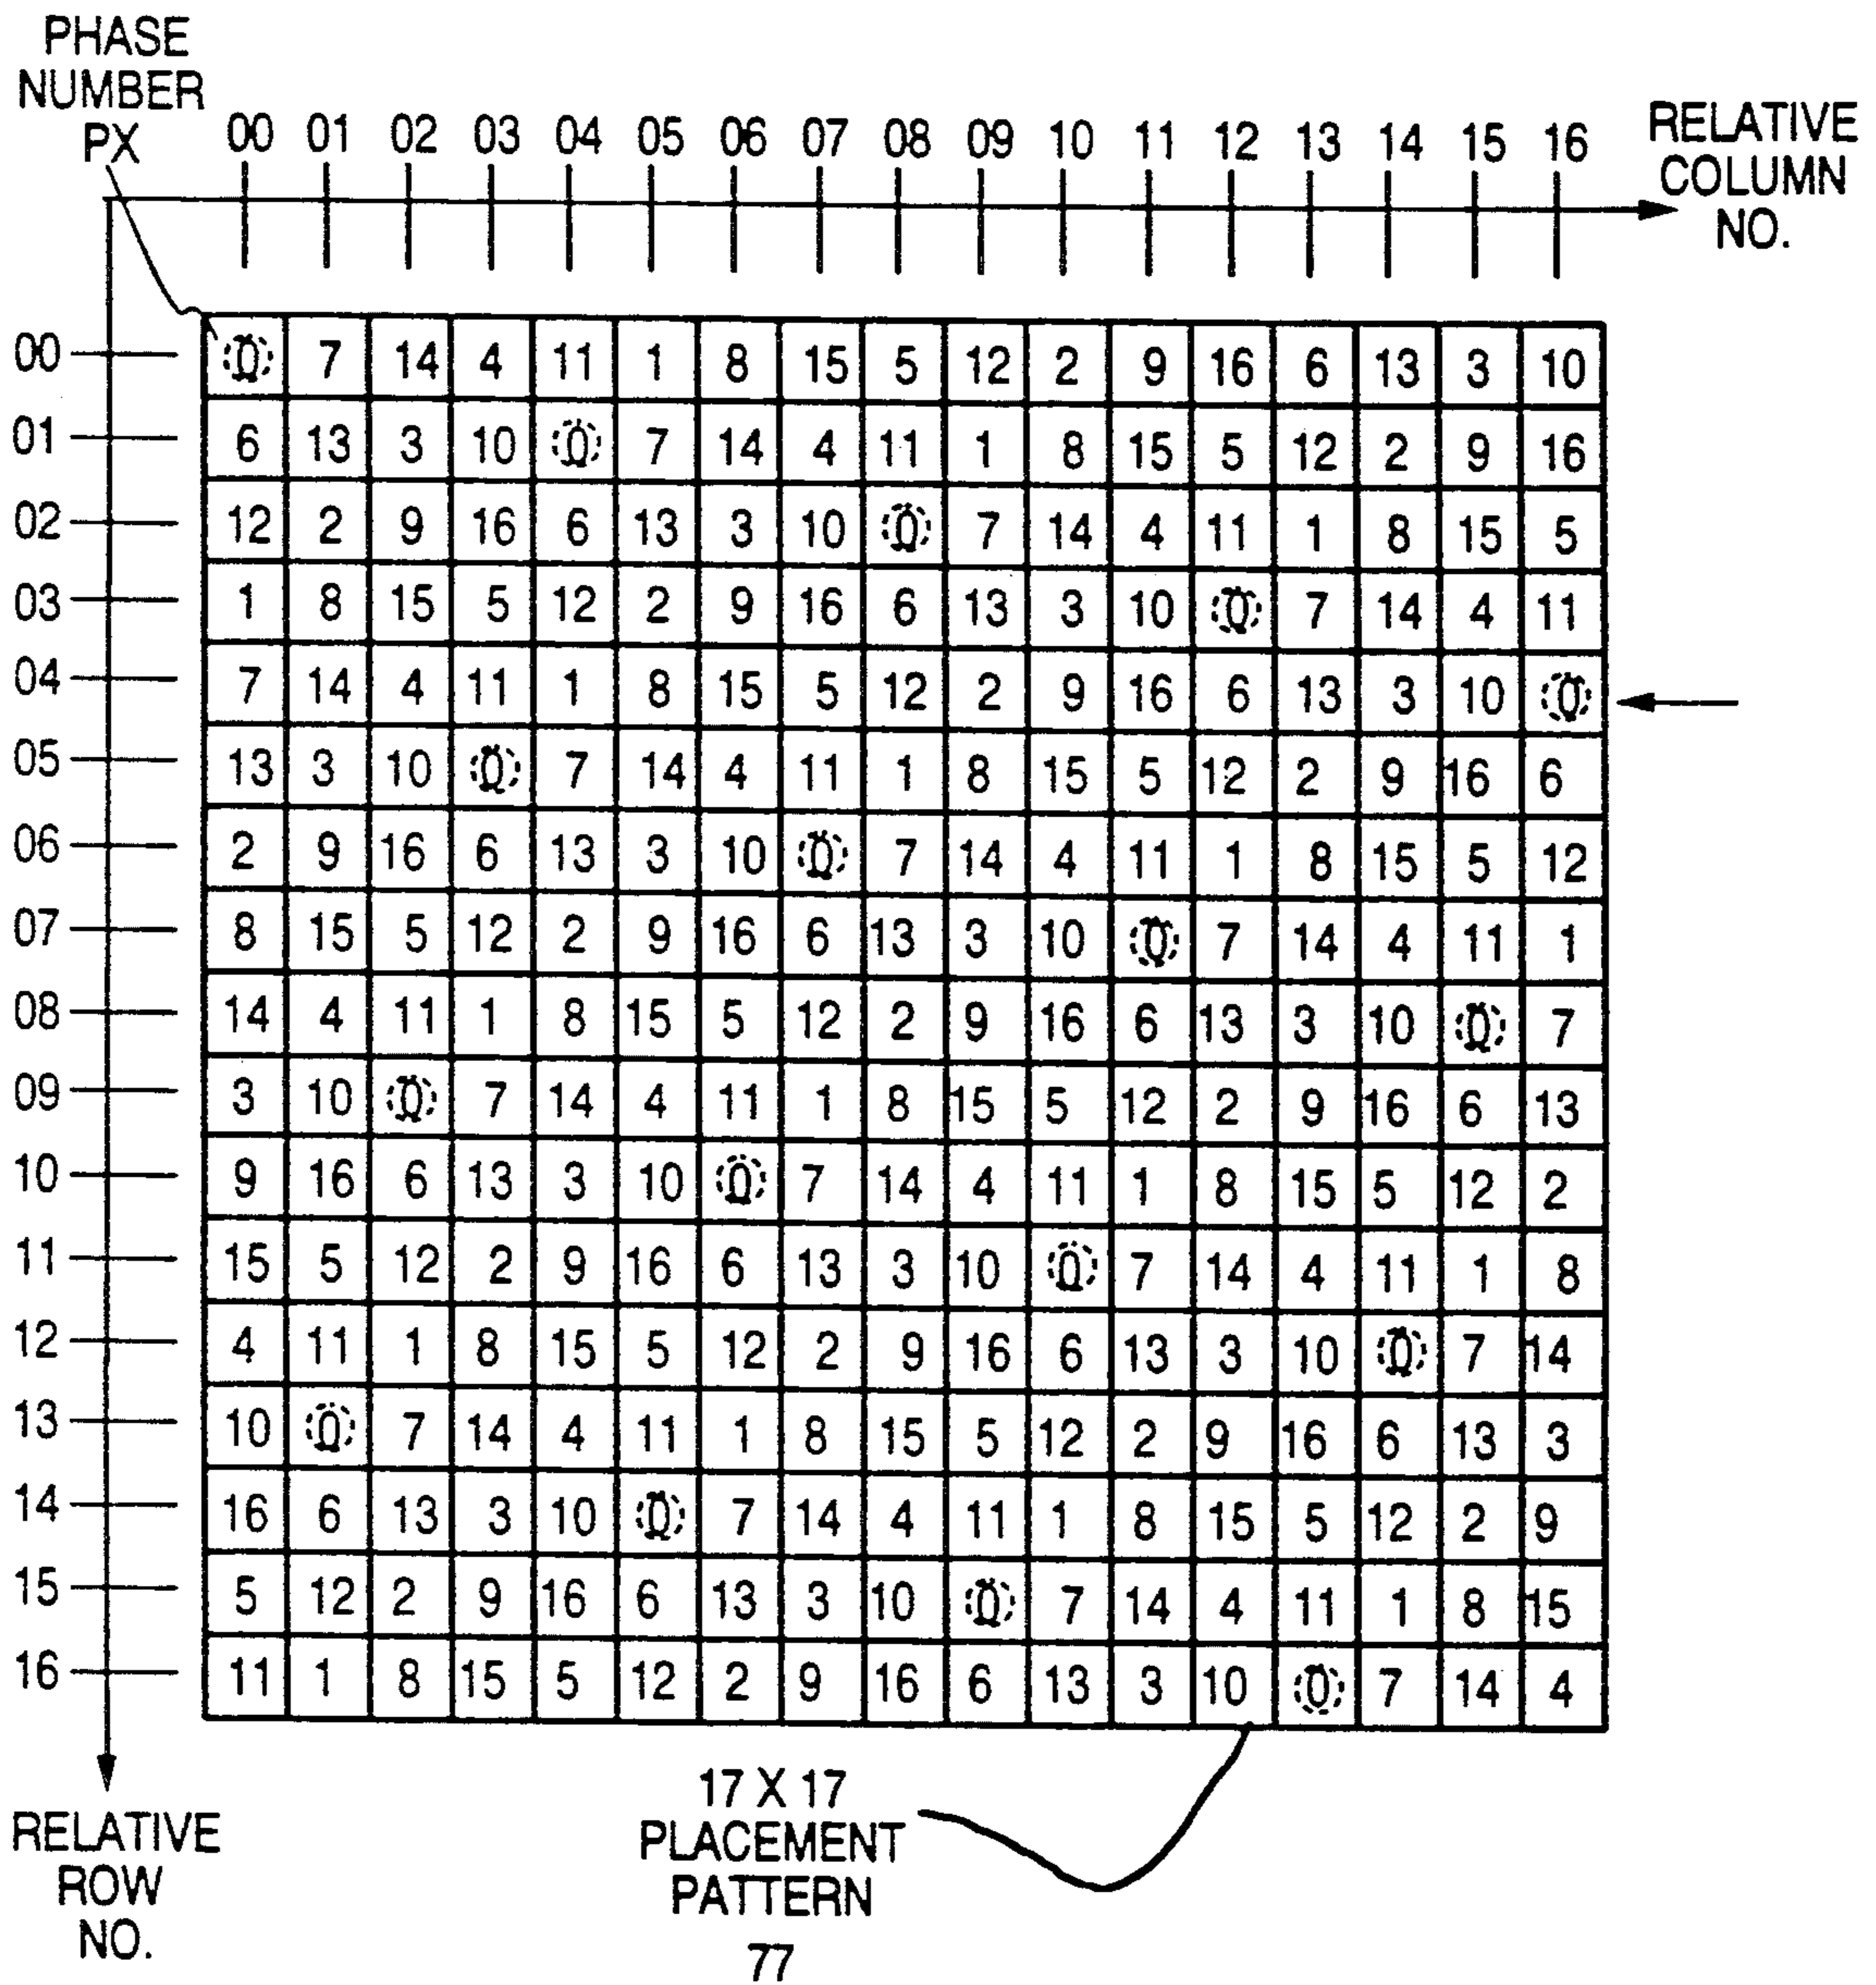 PHASE
NUMBER
PX
00 01 02 03 04 05 06 07 08 09 10 11 12 13 14 15 16
RELATIVE
COLUMN
NO.
00 0 7 14 4 11 1 8 15 5 12 2 9 16 6 13 3 10
01 6 13 3 10 0 7 14 4 11 1 8 15 5 12 2 9 16
02 12 2 9 16 6 13 3 10 0 7 14 4 11 1 8 15 5
03 1 8 15 5 12 2 9 16 6 13 3 10 0 7 14 4 11
04 7 14 4 11 1 8 15 5 12 2 9 16 6 13 3 10 0
05 13 3 10 0 7 14 4 11 1 8 15 5 12 2 9 16 6
06 2 9 16 6 13 3 10 0 7 14 4 11 1 8 15 5 12
07 8 15 5 12 2 9 16 6 13 3 10 0 7 14 4 11 1
08 14 4 11 1 8 15 5 12 2 9 16 6 13 3 10 0 7
09 3 10 0 7 14 4 11 1 8 15 5 12 2 9 16 6 13
10 9 16 6 13 3 10 0 7 14 4 11 1 8 15 5 12 2
11 15 5 12 2 9 16 6 13 3 10 0 7 14 4 11 1 8
12 4 11 1 8 15 5 12 2 9 16 6 13 3 10 0 7 14
13 10 0 7 14 4 11 1 8 15 5 12 2 9 16 6 13 3
14 16 6 13 3 10 0 7 14 4 11 1 8 15 5 12 2 9
15 5 12 2 9 16 6 13 3 10 0 7 14 4 11 1 8 15
16 11 1 8 15 5 12 2 9 16 6 13 3 10 0 7 14 4
RELATIVE
ROW
NO.
17 X 17
PLACEMENT
PATTERN
77